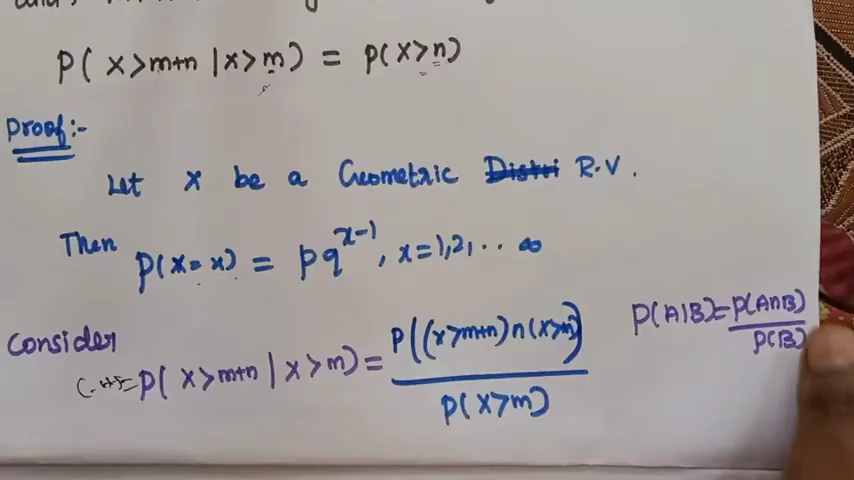 P( X>m+n | X>m ) = P(X>n)
Proof:-
Let X be a Geometric Distri R.V.
Then P(X=x) = pq^{x-1}, x=1,2,.. ∞
Consider
P( X>m+n | X>m) = P((X>m+n)∩(X>m)) / P(X>m)
P(A|B)=P(A∩B) / P(B)